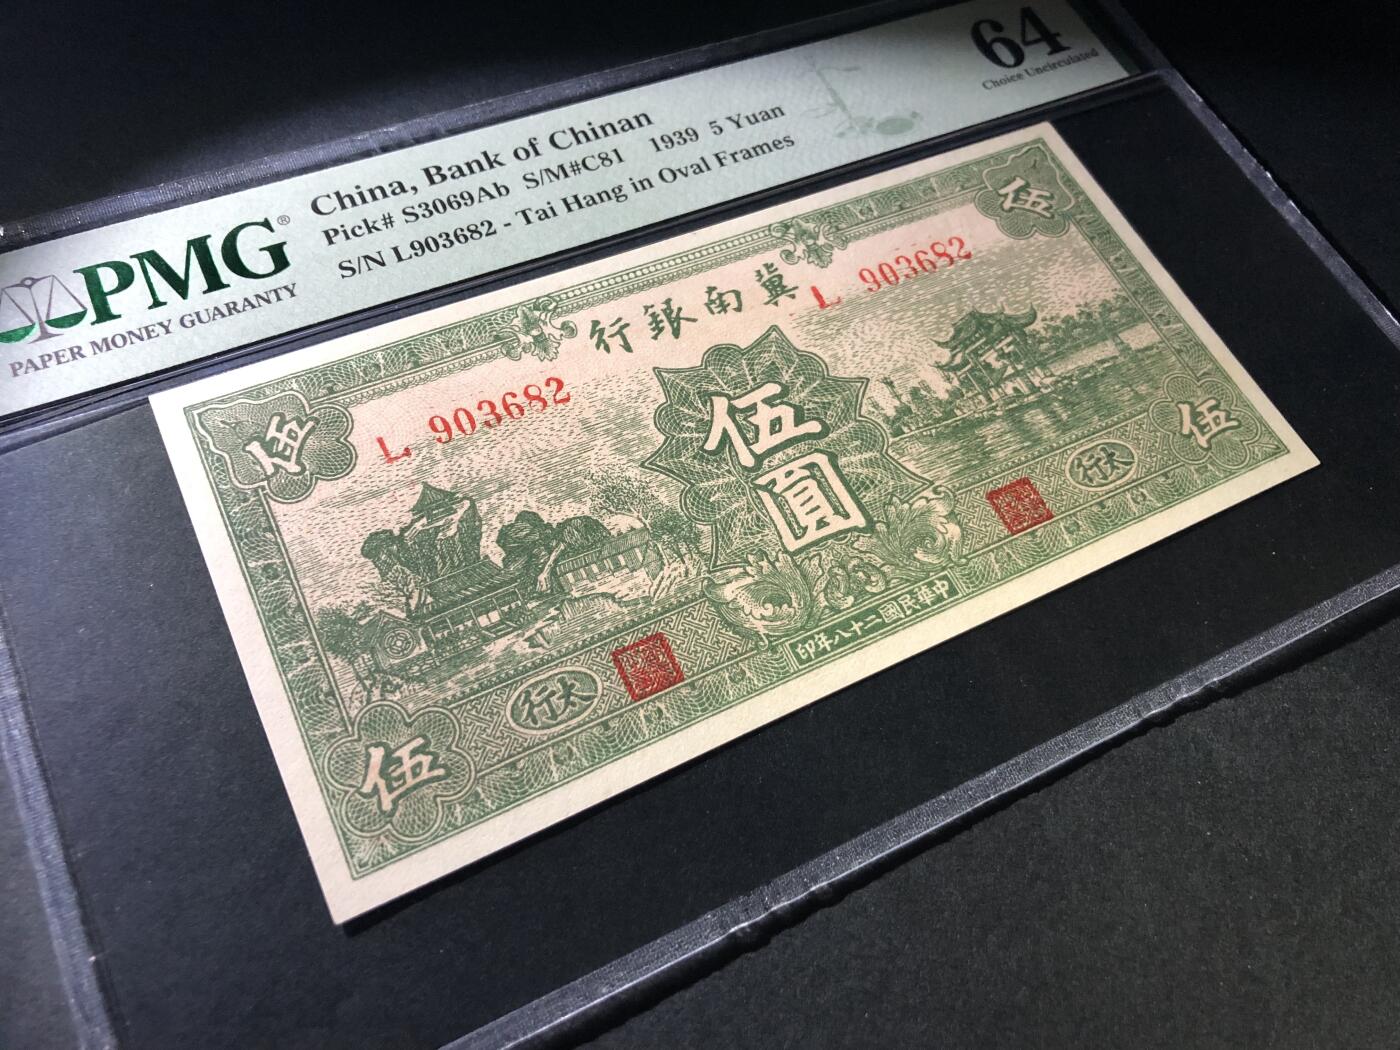 PMG®
PAPER MONEY GUARANTY
China, Bank of Chinan
Pick# S3069Ab S/M#C81 1939 5 Yuan
S/N L903682 - Tai Hang in Oval Frames
64
Choice Uncirculated
行銀南冀
L 903682
L 903682
伍
伍
伍圓
行太
行太
伍
伍
印年八十二國民華中